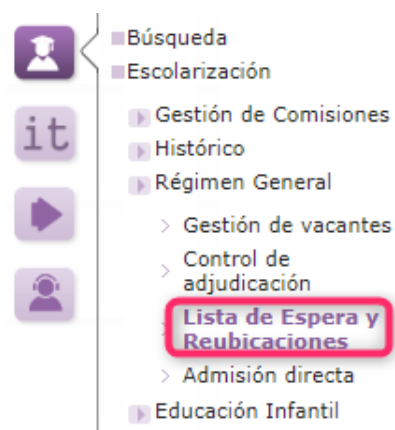 Búsqueda
Escolarización
Gestión de Comisiones
it
Histórico
Régimen General
Gestión de vacantes
Control de
adjudicación
Lista de Espera y
Reubicaciones
Admisión directa
Educación Infantil